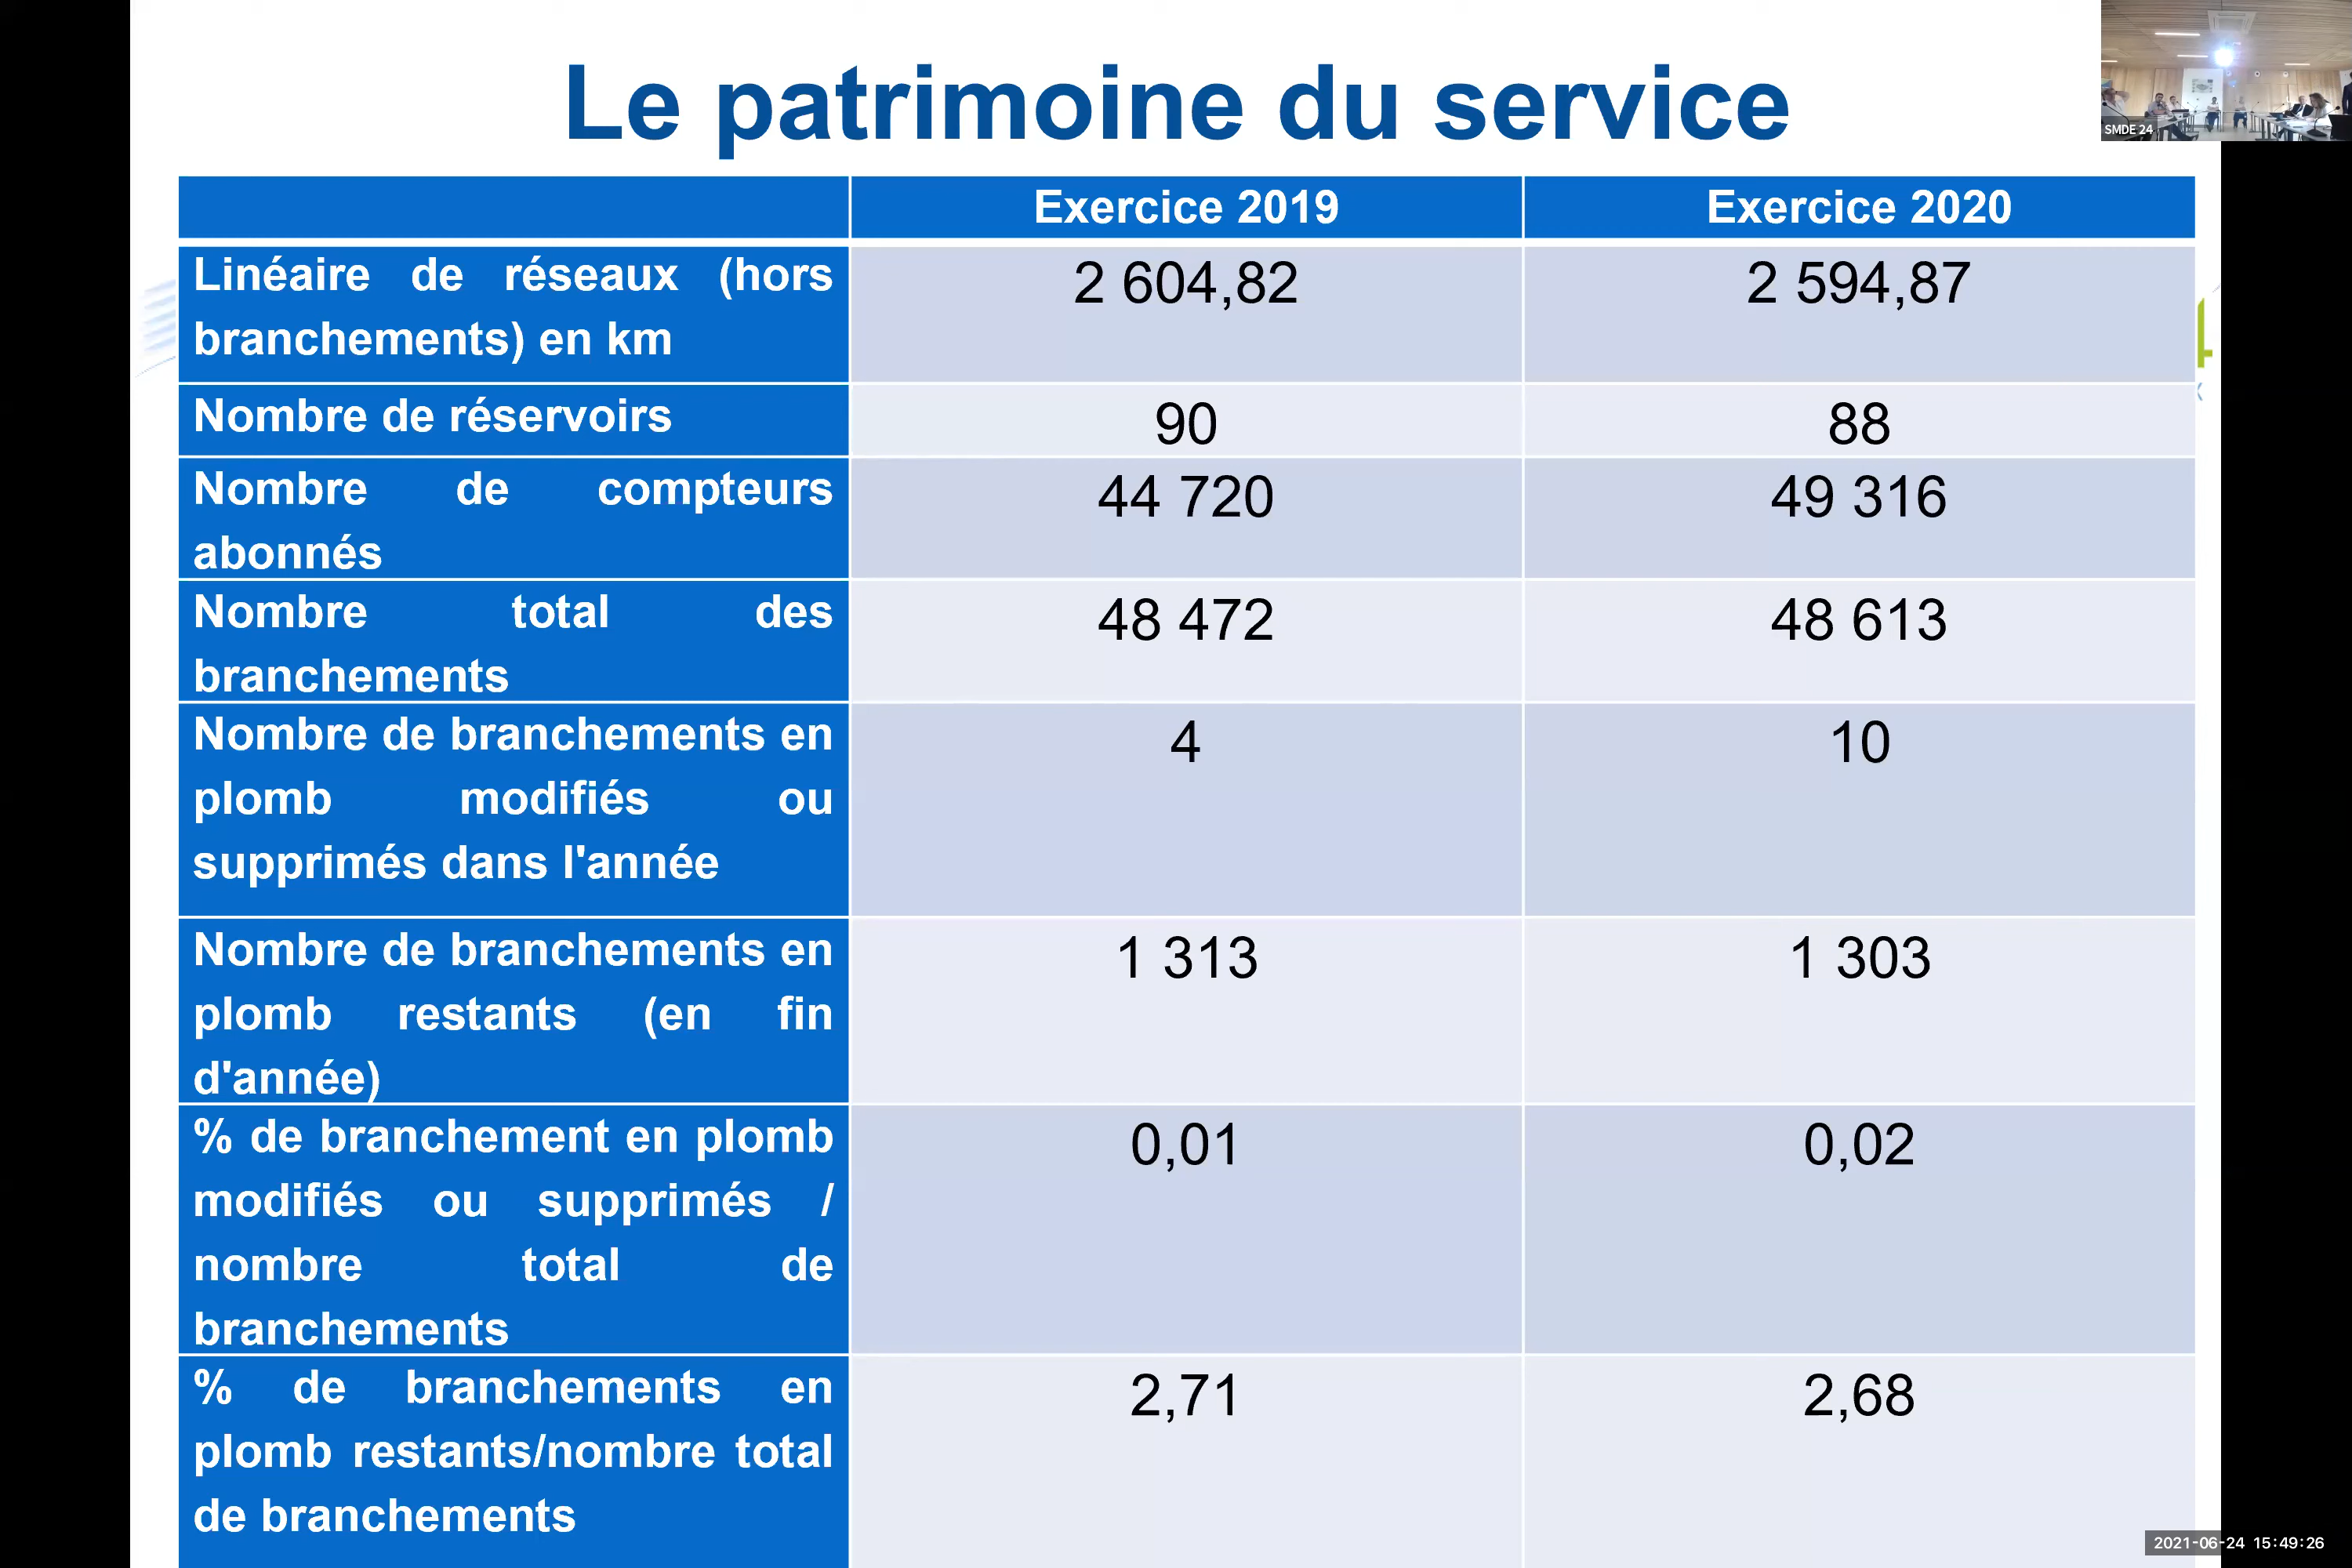 Le patrimoine du service
SMDE 24
Exercice 2019 Exercice 2020
Linéaire de réseaux (hors 2 604,82 2 594,87
branchements) en km
Nombre de réservoirs 90 88
Nombre de compteurs 44 720 49 316
abonnés
Nombre total des 48 472 48 613
branchements
Nombre de branchements en 4 10
plomb modifiés ou
supprimés dans l'année
Nombre de branchements en 1 313 1 303
plomb restants (en fin
d'année)
% de branchement en plomb 0,01 0,02
modifiés ou supprimés /
nombre total de
branchements
% de branchements en 2,71 2,68
plomb restants/nombre total
de branchements
2021-06-24 15:49:26